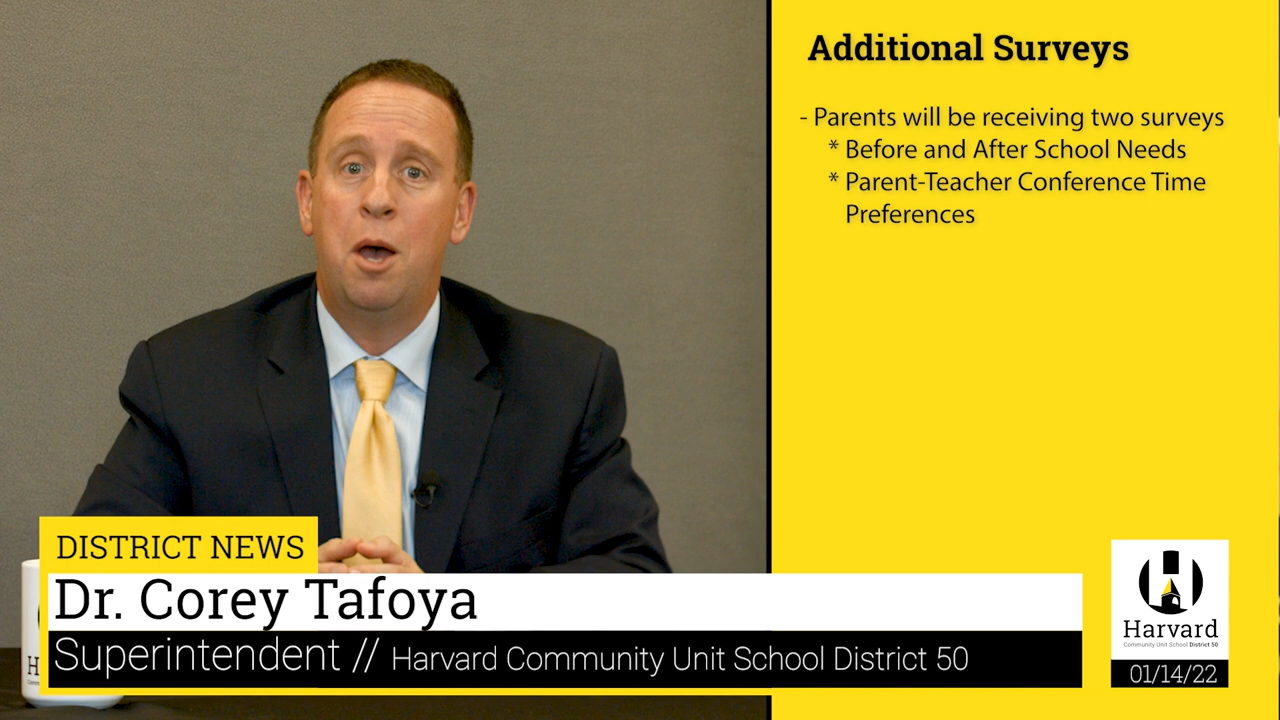 Additional Surveys
- Parents will be receiving two surveys
* Before and After School Needs
* Parent-Teacher Conference Time
Preferences
DISTRICT NEWS
Dr. Corey Tafoya
Superintendent // Harvard Community Unit School District 50
Harvard
Community Unit School District 50
01/14/22